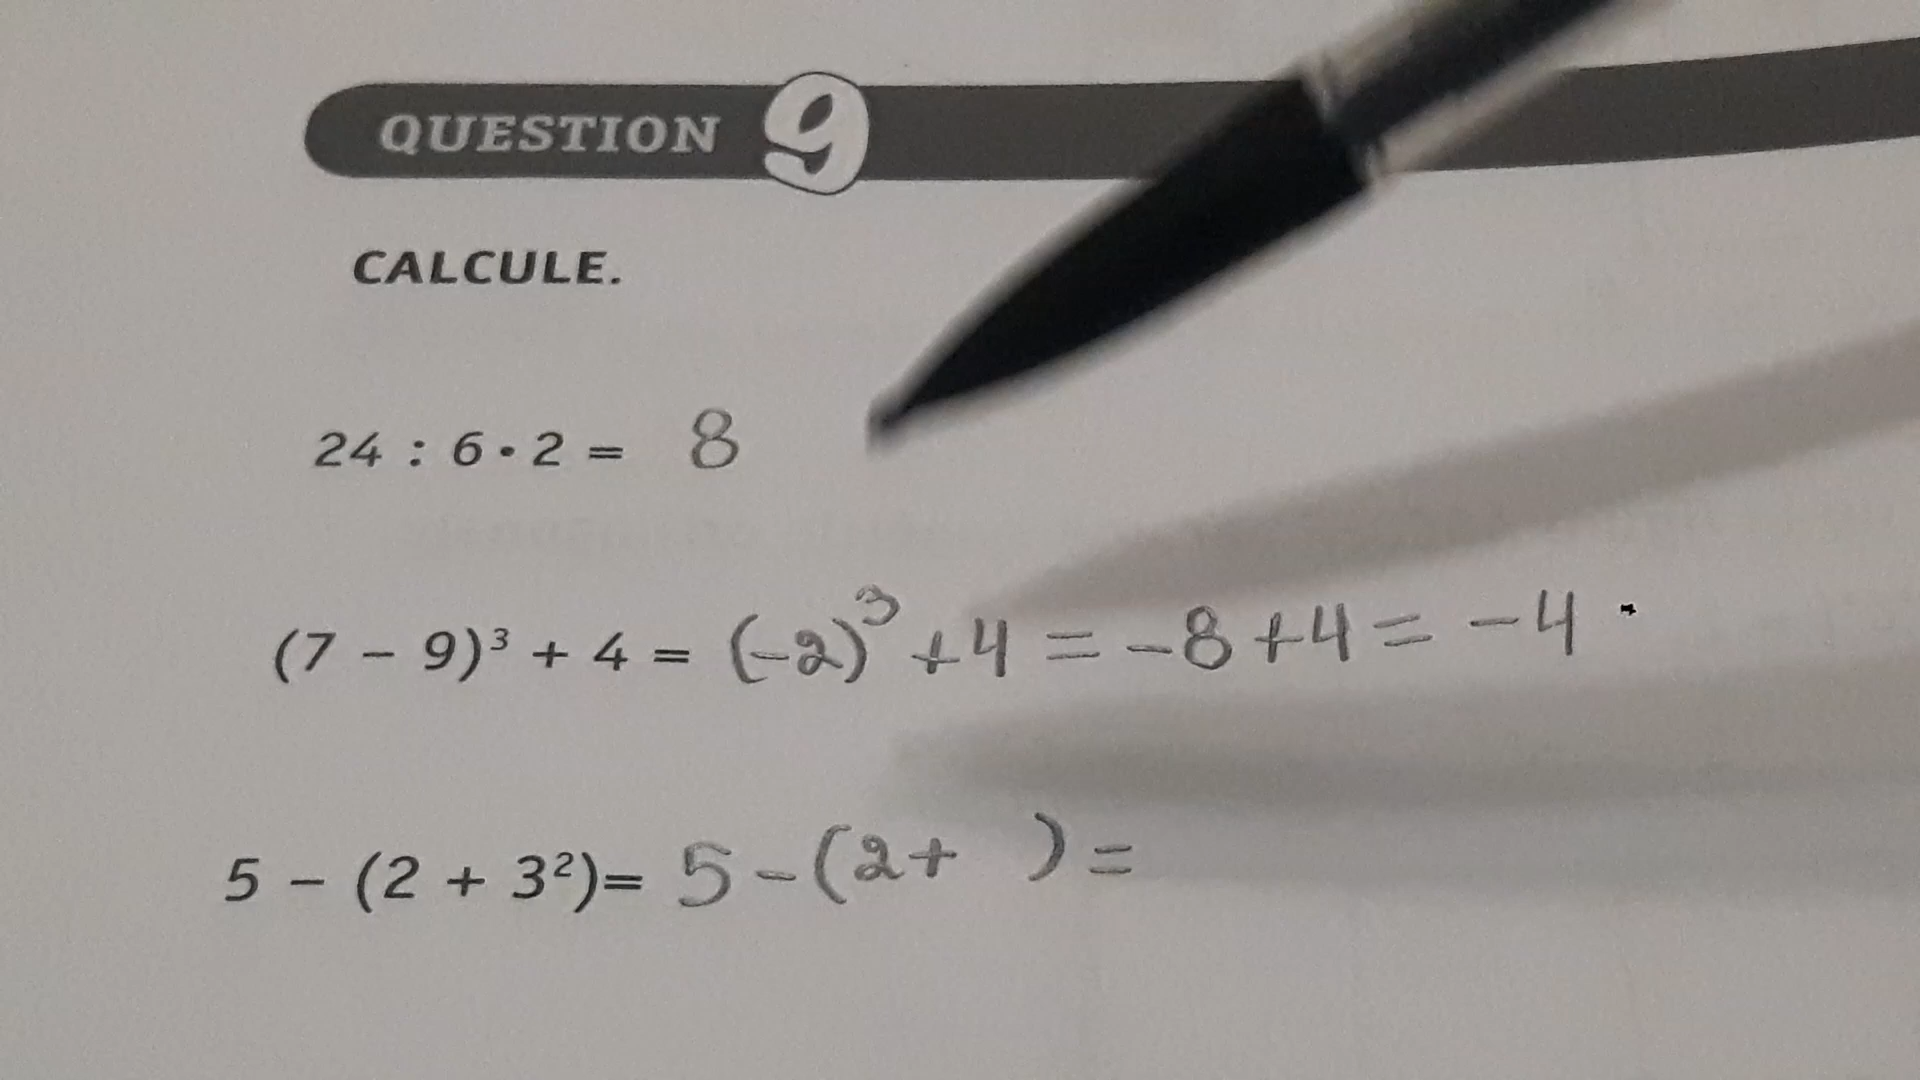 QUESTION 9
CALCULE.
24 : 6 · 2 = 8
(7 – 9)³ + 4 = (-2)³ + 4 = -8 + 4 = -4
5 – (2 + 3²)= 5 - (2 + ) =